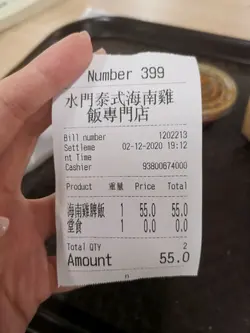 Number 399
水門泰式海南雞
飯專門店
Bill number 1202213
Settleme 02-12-2020 19:12
nt Time
Cashier 93800674000
Product 重量 Price Total
海南雞脾飯 1 55.0 55.0
堂食 1 0.0 0.0
Total QTY 2
Amount 55.0